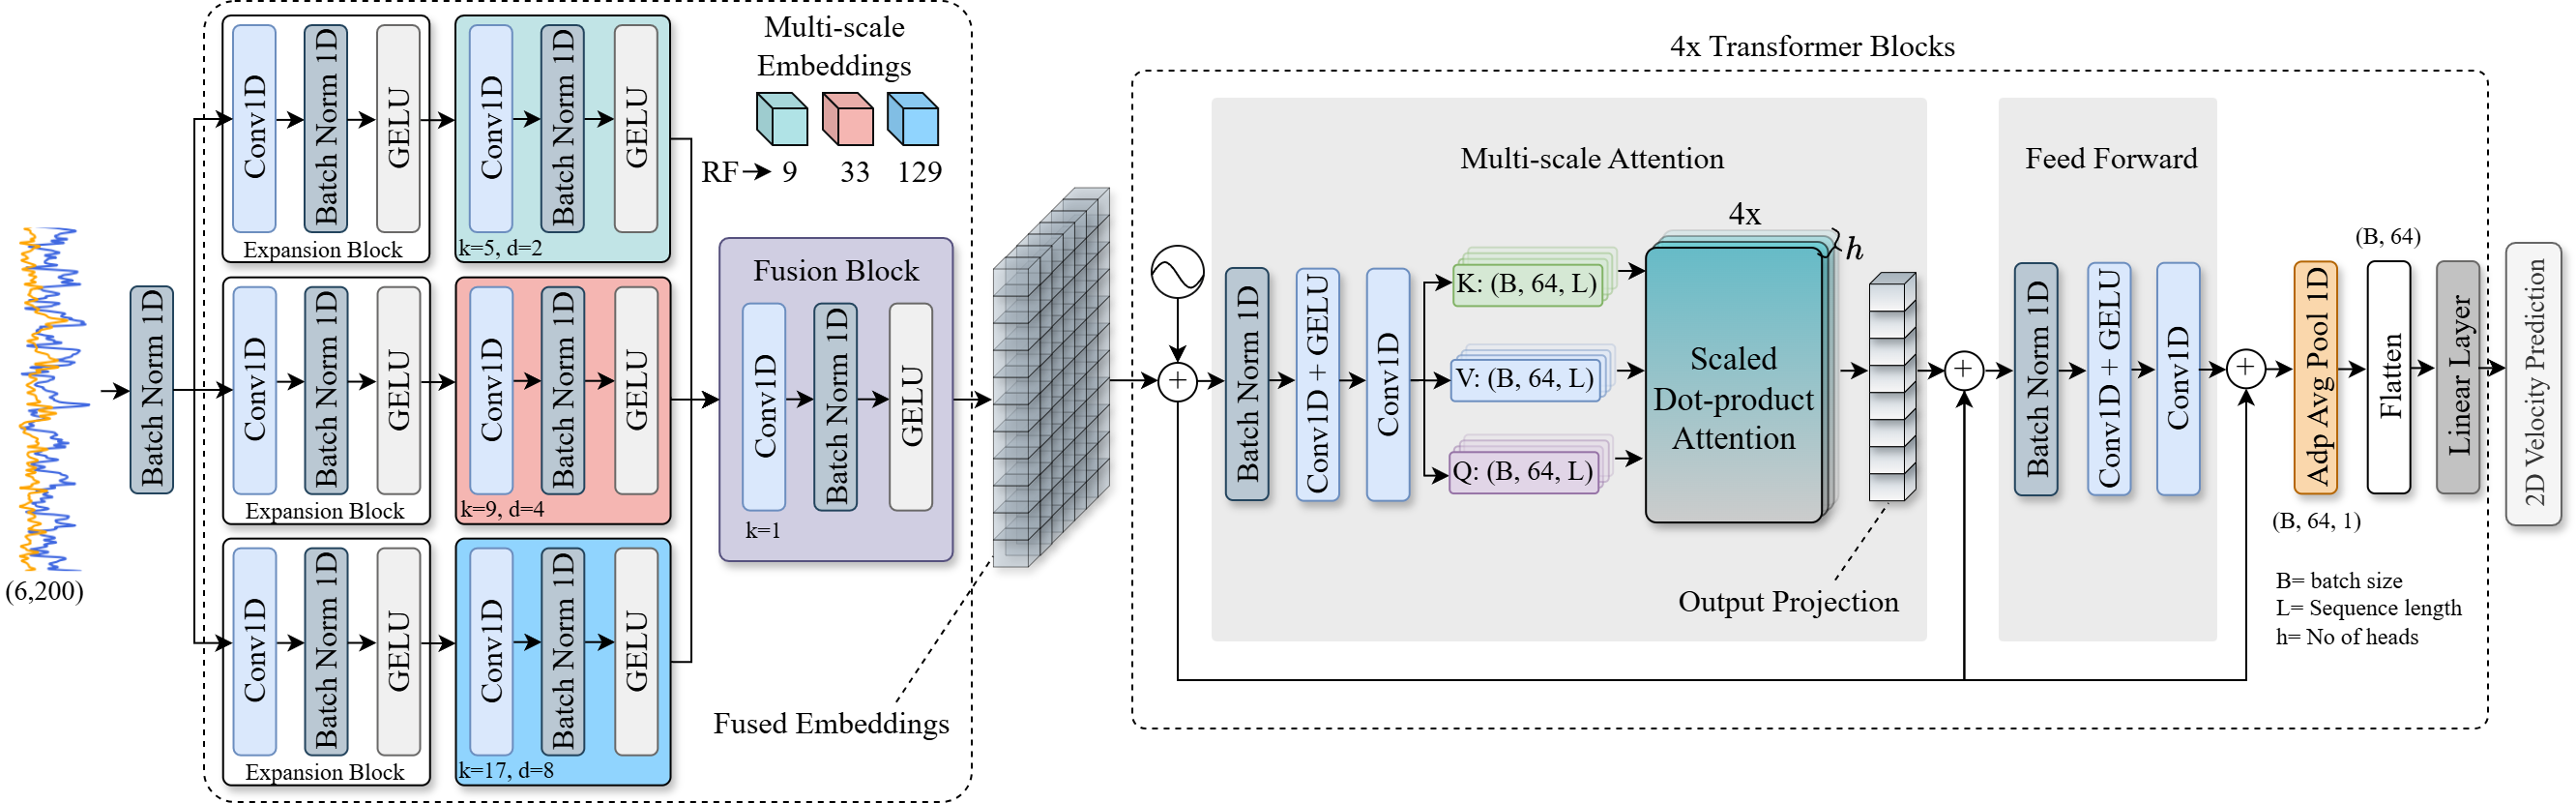 (6,200)
Batch Norm 1D
Conv1D
Batch Norm 1D
GELU
Expansion Block
Conv1D
Batch Norm 1D
GELU
k=5, d=2
Conv1D
Batch Norm 1D
GELU
Expansion Block
Conv1D
Batch Norm 1D
GELU
k=9, d=4
Conv1D
Batch Norm 1D
GELU
Expansion Block
Conv1D
Batch Norm 1D
GELU
k=17, d=8
Multi-scale
Embeddings
RF 9 33 129
Fusion Block
Conv1D
Batch Norm 1D
GELU
k=1
Fused Embeddings
4x Transformer Blocks
Multi-scale Attention
Batch Norm 1D
Conv1D + GELU
Conv1D
K: (B, 64, L)
V: (B, 64, L)
Q: (B, 64, L)
4x
h
Scaled
Dot-product
Attention
Output Projection
Feed Forward
Batch Norm 1D
Conv1D + GELU
Conv1D
Adp Avg Pool 1D
(B, 64, 1)
(B, 64)
Flatten
Linear Layer
2D Velocity Prediction
B= batch size
L= Sequence length
h= No of heads